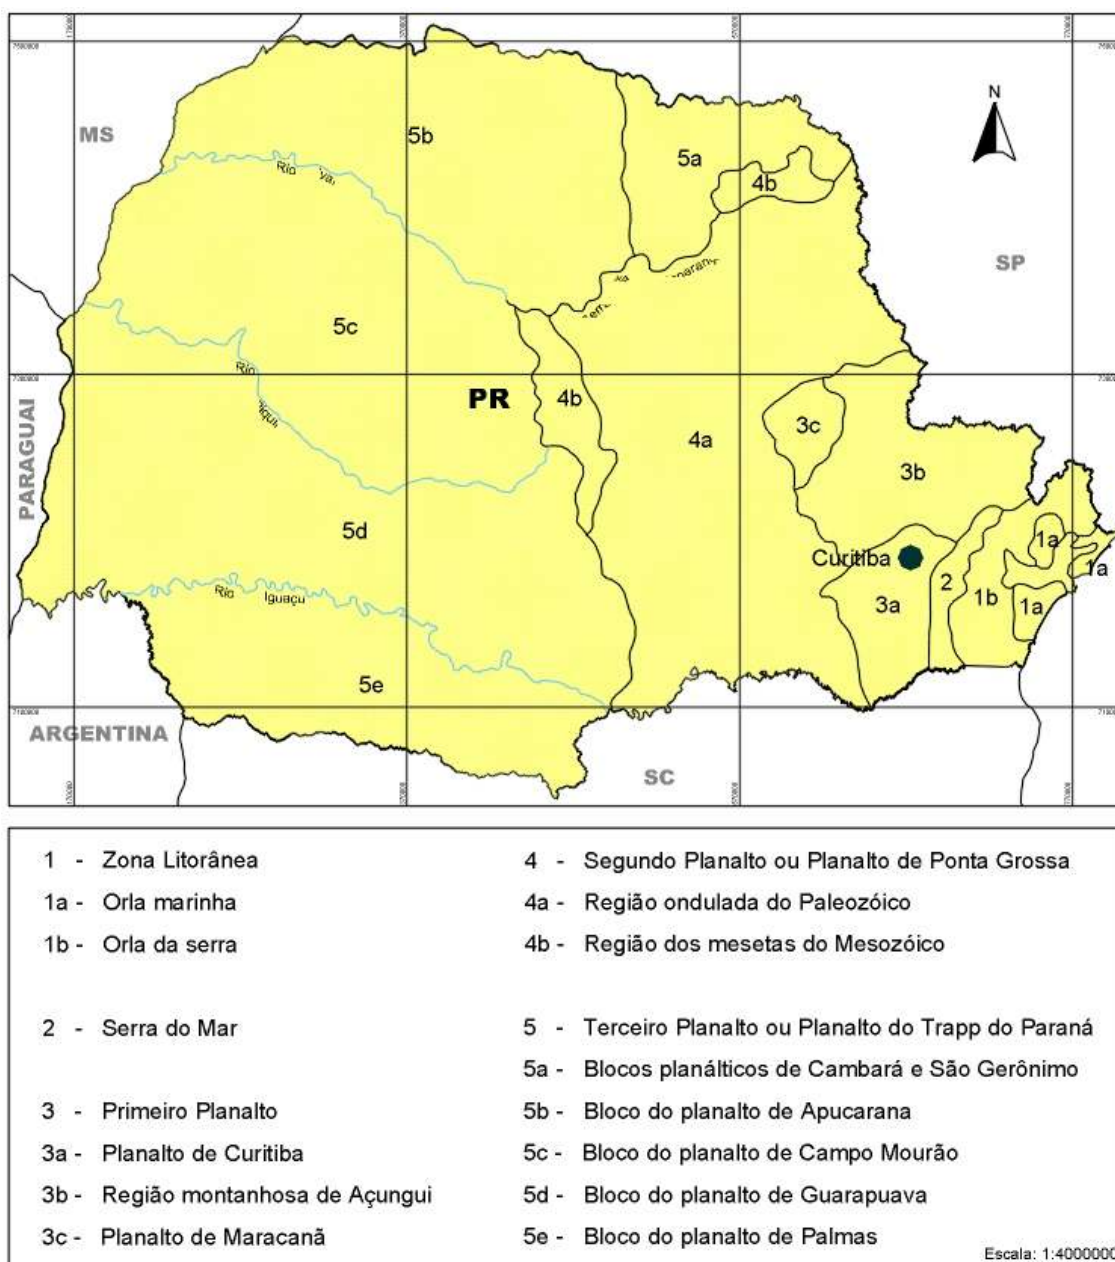 N
MS
5b
5a
4b
Rio
SP
5c
Rio
PR
4b
4a
3c
3b
PARAGUAI
5d
Curitiba
1a
1a
2
1b
1a
3a
Rio Iguaçu
5e
ARGENTINA
SC
1 - Zona Litorânea
1a - Orla marinha
1b - Orla da serra
2 - Serra do Mar
3 - Primeiro Planalto
3a - Planalto de Curitiba
3b - Região montanhosa de Açungui
3c - Planalto de Maracanã
4 - Segundo Planalto ou Planalto de Ponta Grossa
4a - Região ondulada do Paleozóico
4b - Região dos mesetas do Mesozóico
5 - Terceiro Planalto ou Planalto do Trapp do Paraná
5a - Blocos planálticos de Cambará e São Gerônimo
5b - Bloco do planalto de Apucarana
5c - Bloco do planalto de Campo Mourão
5d - Bloco do planalto de Guarapuava
5e - Bloco do planalto de Palmas
Escala: 1:4000000